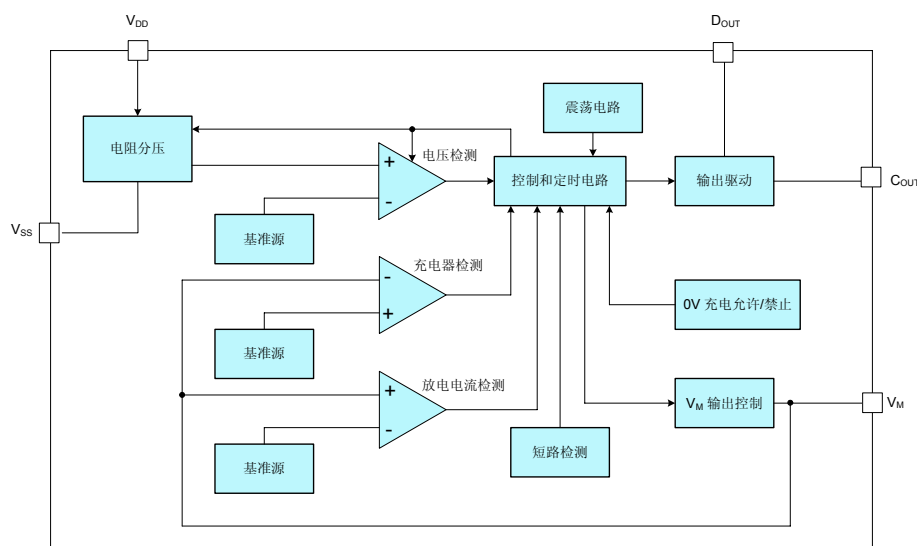 VDD
DOUT
震荡电路
电阻分压
+
电压检测
-
控制和定时电路
输出驱动
COUT
VSS
基准源
充电器检测
-
+
0V 充电允许/禁止
基准源
放电电流检测
+
-
VM 输出控制
VM
短路检测
基准源